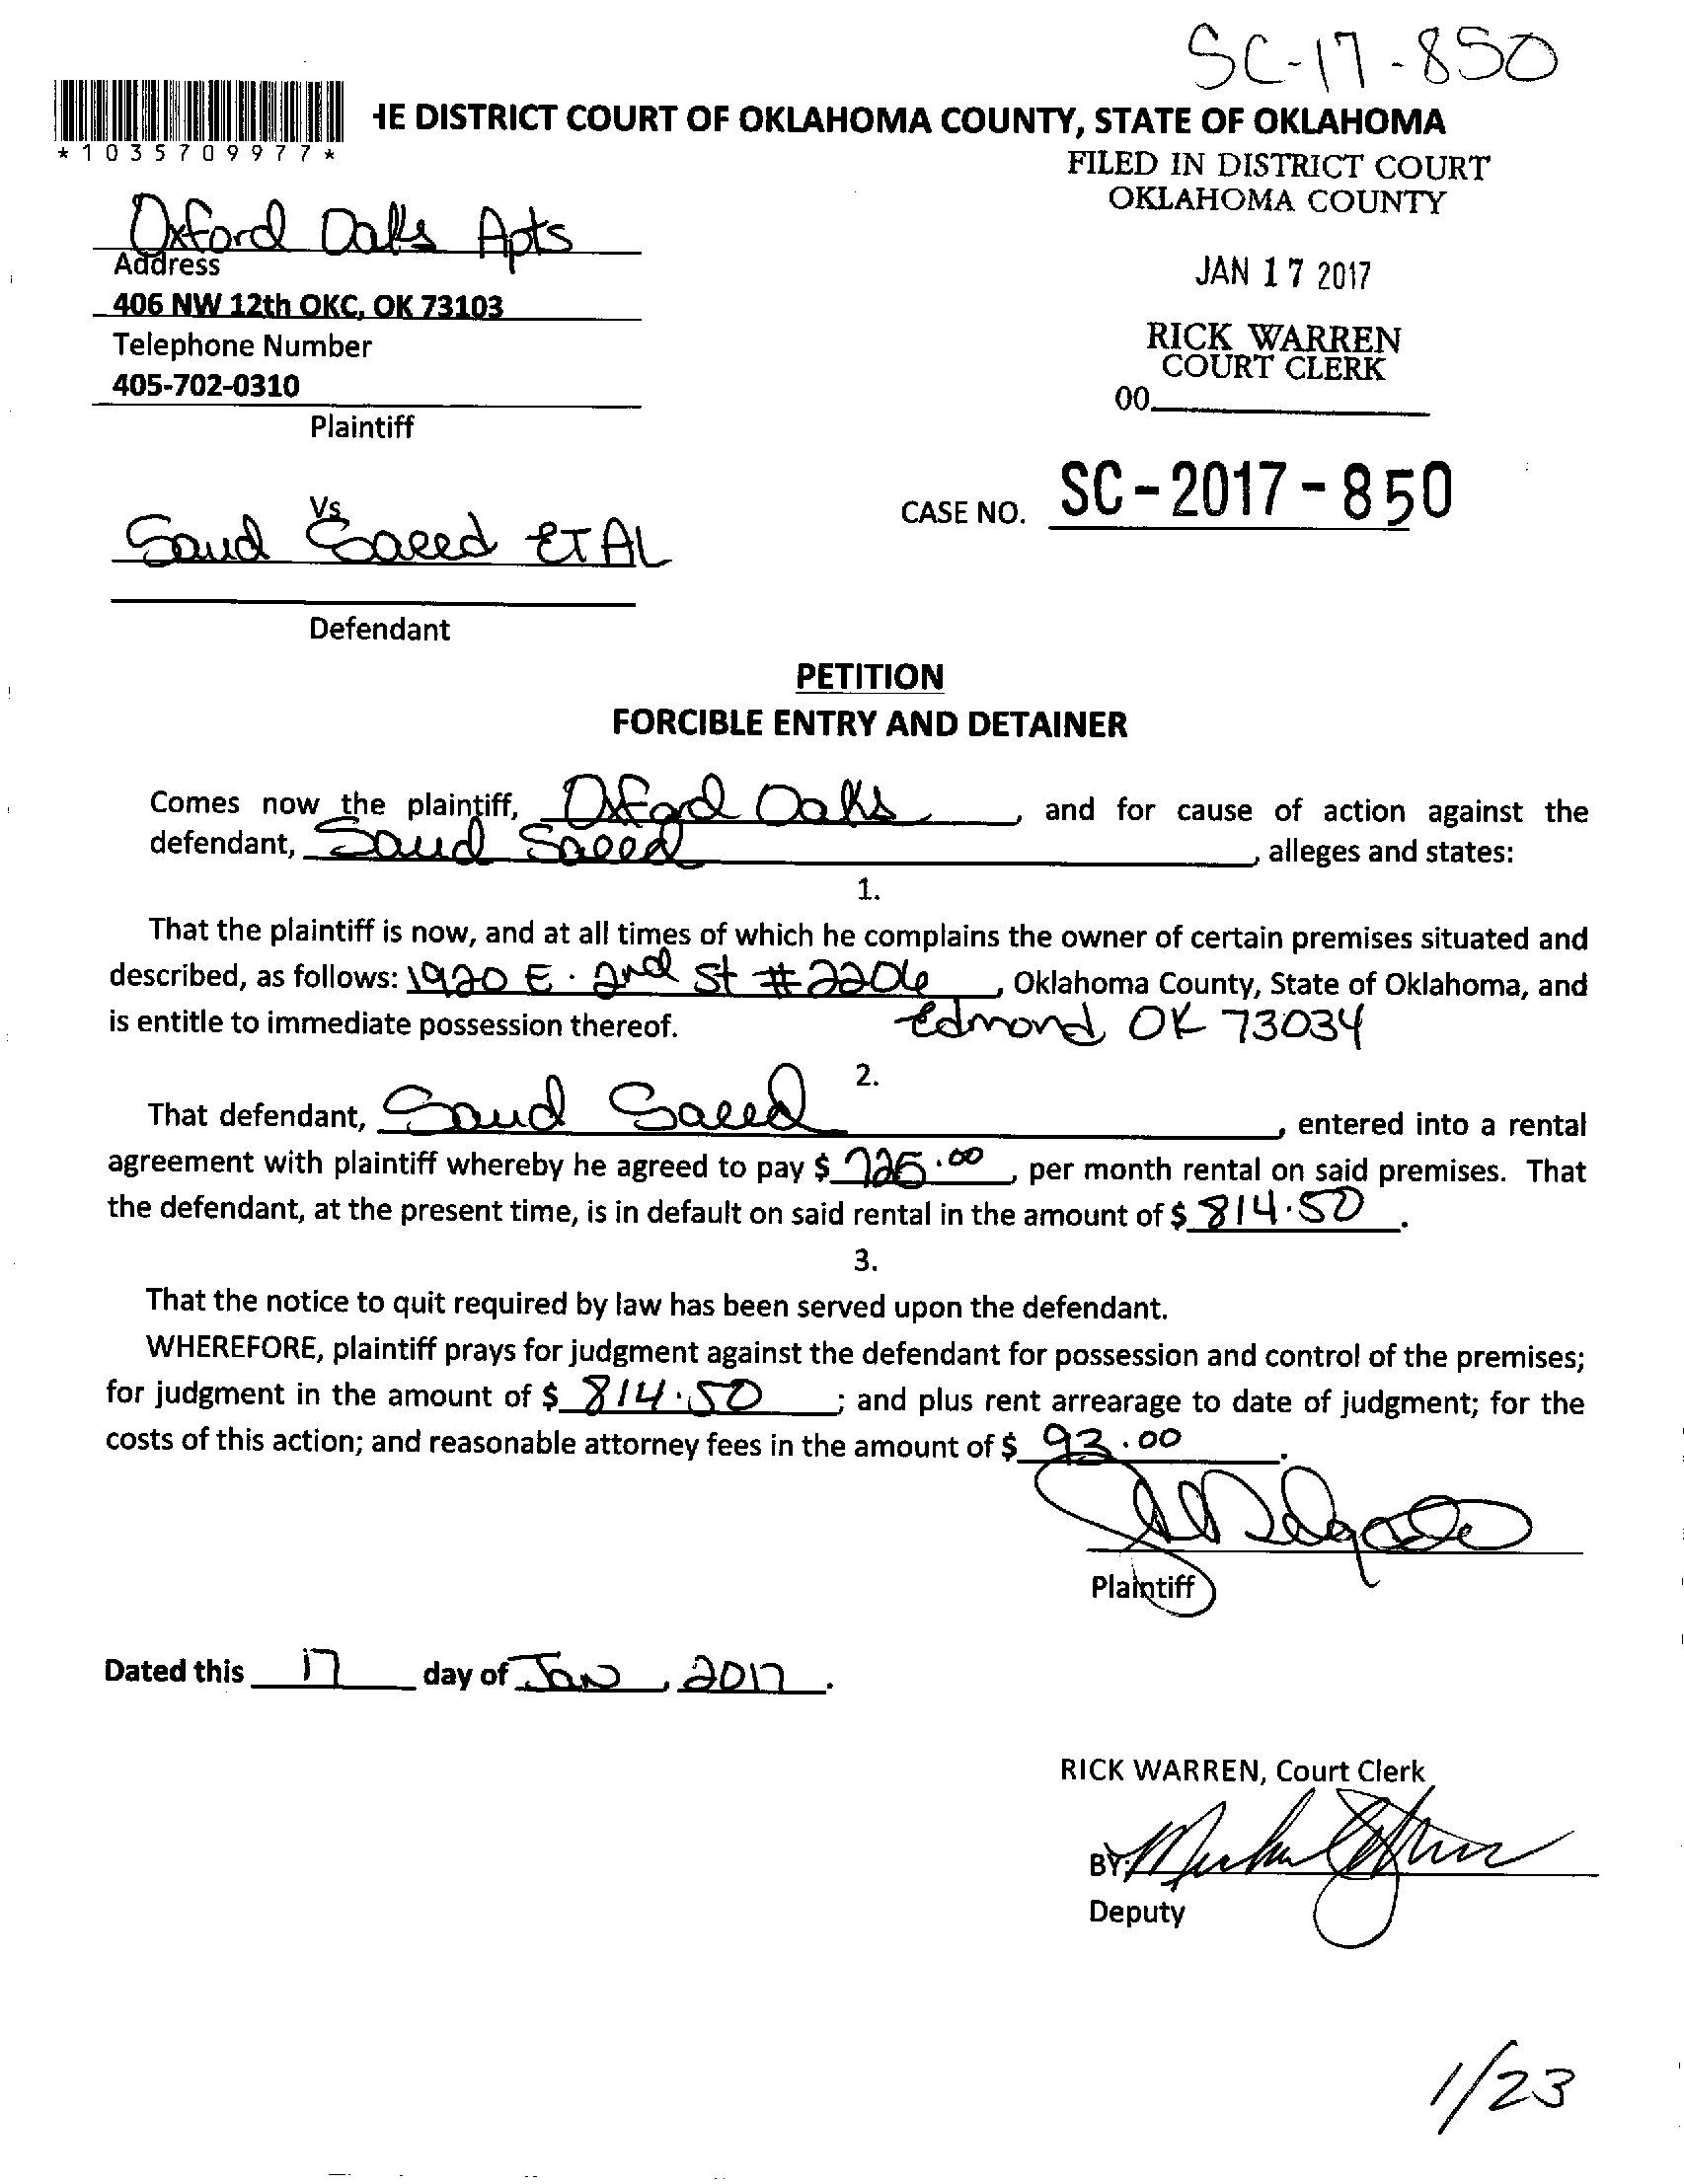 SC-17-850
HE DISTRICT COURT OF OKLAHOMA COUNTY, STATE OF OKLAHOMA
*1035709977*
FILED IN DISTRICT COURT
OKLAHOMA COUNTY
Oxford Oaks Apts
Address
JAN 17 2017
406 NW 12th OKC, OK 73103
Telephone Number
RICK WARREN
COURT CLERK
405-702-0310
00
Plaintiff
Vs
CASE NO. SC-2017-850
Saud Saeed ET AL
Defendant
PETITION
FORCIBLE ENTRY AND DETAINER
Comes now the plaintiff, Oxford Oaks, and for cause of action against the
defendant, Saud Saeed, alleges and states:
1.
That the plaintiff is now, and at all times of which he complains the owner of certain premises situated and
described, as follows: 1920 E. 2nd St #2206, Oklahoma County, State of Oklahoma, and
is entitle to immediate possession thereof. Edmond OK 73034
2.
That defendant, Saud Saeed, entered into a rental
agreement with plaintiff whereby he agreed to pay $ 725.00, per month rental on said premises. That
the defendant, at the present time, is in default on said rental in the amount of $ 814.50.
3.
That the notice to quit required by law has been served upon the defendant.
WHEREFORE, plaintiff prays for judgment against the defendant for possession and control of the premises;
for judgment in the amount of $ 814.50; and plus rent arrearage to date of judgment; for the
costs of this action; and reasonable attorney fees in the amount of $ 93.00.
Plaintiff
Dated this 17 day of Jan, 2017.
RICK WARREN, Court Clerk
BY:
Deputy
1/23